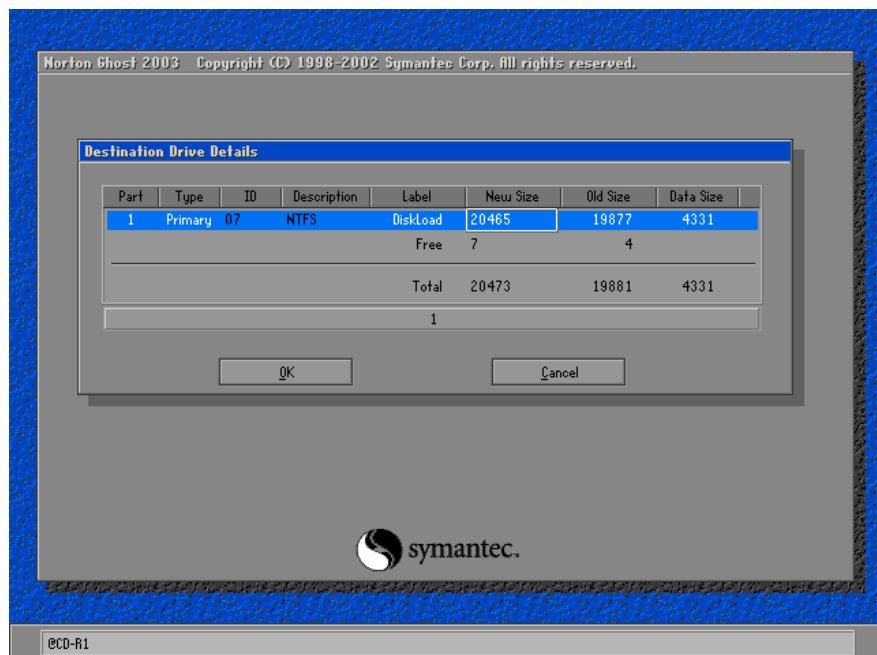 Norton Ghost 2003 Copyright (C) 1998-2002 Symantec Corp. All rights reserved.
Destination Drive Details
Part Type ID Description Label New Size Old Size Data Size
1 Primary 07 NTFS DiskLoad 20465 19877 4331
Free 7 4
Total 20473 19881 4331
1
OK Cancel
symantec.
@CD-R1